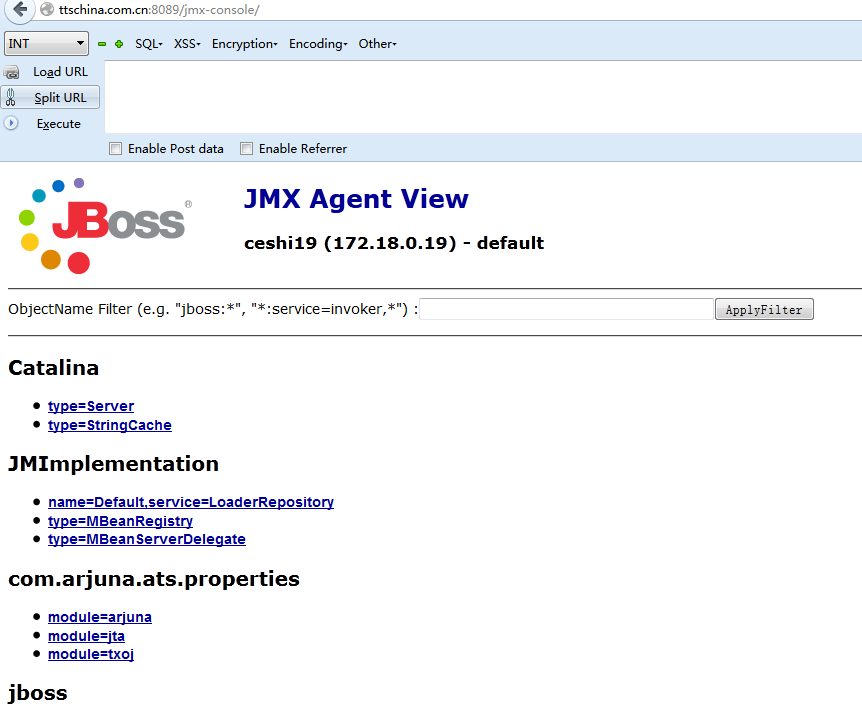 ttschina.com.cn:8089/jmx-console/
INT SQL XSS Encryption Encoding Other
Load URL
Split URL
Execute
Enable Post data Enable Referrer
JBoss®
JMX Agent View
ceshi19 (172.18.0.19) - default
ObjectName Filter (e.g. "jboss:*", "*:service=invoker,*") : ApplyFilter
Catalina
type=Server
type=StringCache
JMImplementation
name=Default,service=LoaderRepository
type=MBeanRegistry
type=MBeanServerDelegate
com.arjuna.ats.properties
module=arjuna
module=jta
module=txoj
jboss